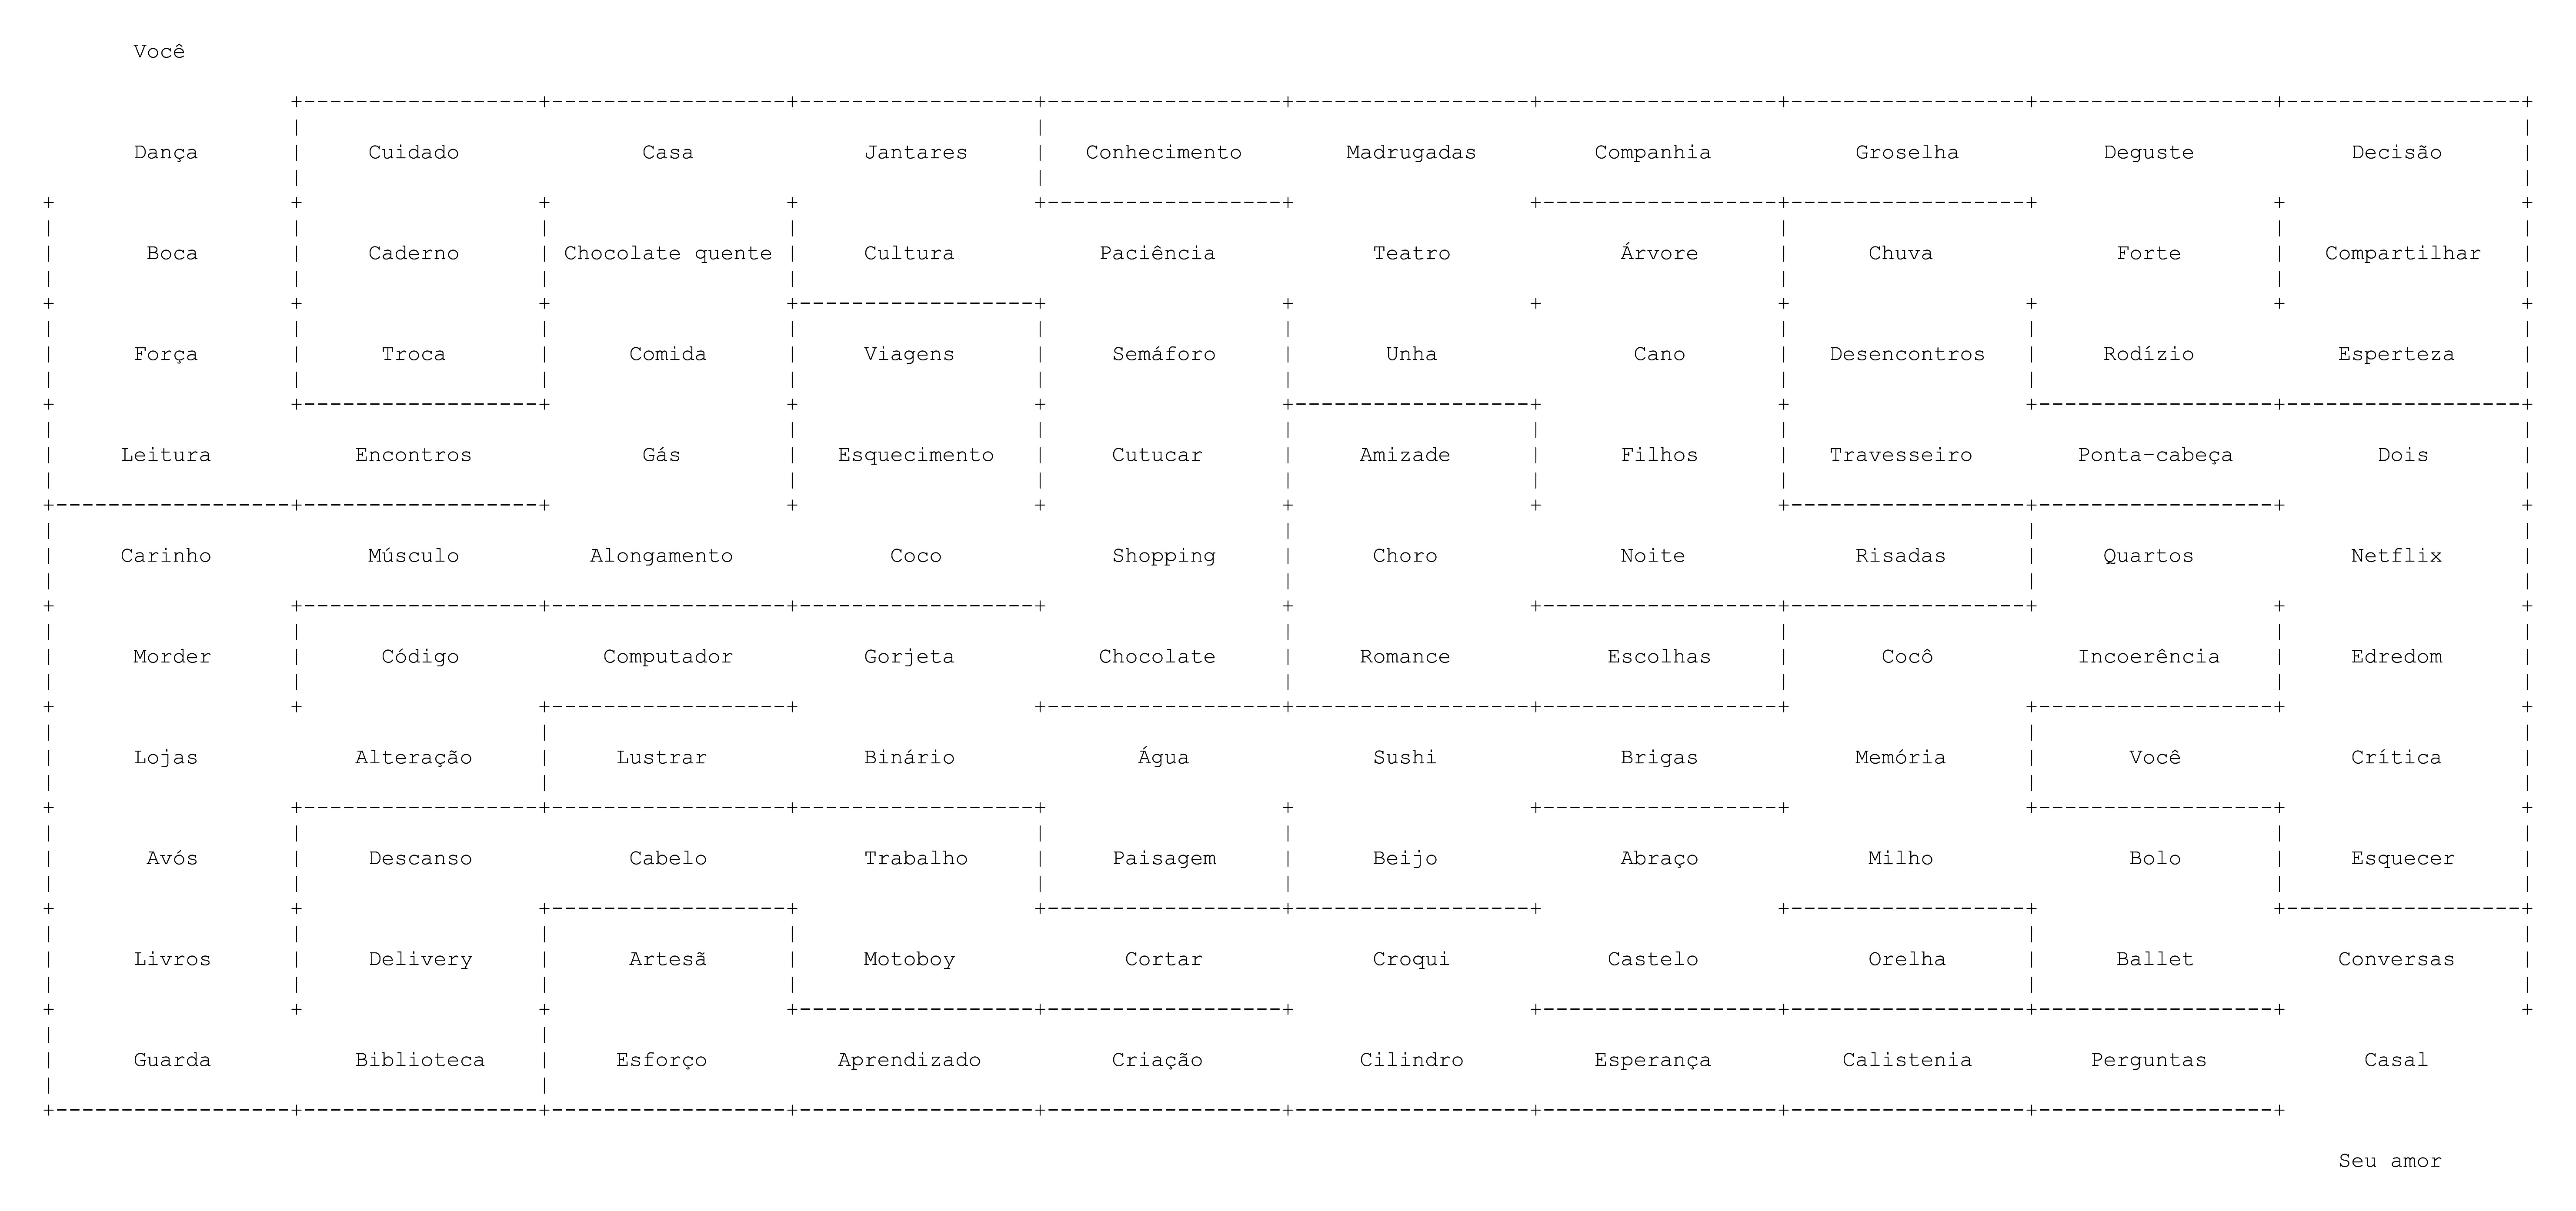 Você
Dança Cuidado Casa Jantares Conhecimento Madrugadas Companhia Groselha Deguste Decisão
Boca Caderno Chocolate quente Cultura Paciência Teatro Árvore Chuva Forte Compartilhar
Força Troca Comida Viagens Semáforo Unha Cano Desencontros Rodízio Esperteza
Leitura Encontros Gás Esquecimento Cutucar Amizade Filhos Travesseiro Ponta-cabeça Dois
Carinho Músculo Alongamento Coco Shopping Choro Noite Risadas Quartos Netflix
Morder Código Computador Gorjeta Chocolate Romance Escolhas Cocô Incoerência Edredom
Lojas Alteração Lustrar Binário Água Sushi Brigas Memória Você Crítica
Avós Descanso Cabelo Trabalho Paisagem Beijo Abraço Milho Bolo Esquecer
Livros Delivery Artesã Motoboy Cortar Croqui Castelo Orelha Ballet Conversas
Guarda Biblioteca Esforço Aprendizado Criação Cilindro Esperança Calistenia Perguntas Casal
Seu amor